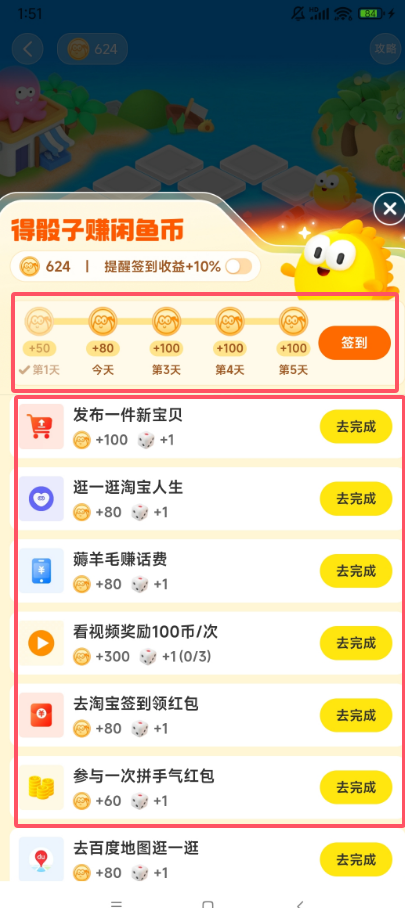 1:51
84
624
攻略
得骰子赚闲鱼币
624 | 提醒签到收益+10%
+50 +80 +100 +100 +100
签到
第1天 今天 第3天 第4天 第5天
发布一件新宝贝
+100 +1
去完成
逛一逛淘宝人生
+80 +1
去完成
薅羊毛赚话费
+80 +1
去完成
看视频奖励100币/次
+300 +1(0/3)
去完成
去淘宝签到领红包
+80 +1
去完成
参与一次拼手气红包
+60 +1
去完成
去百度地图逛一逛
du
+80 +1
去完成